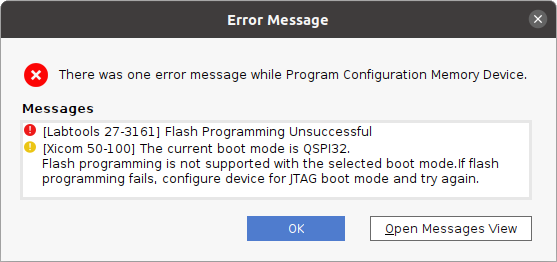 Error Message
There was one error message while Program Configuration Memory Device.
Messages
[Labtools 27-3161] Flash Programming Unsuccessful
[Xicom 50-100] The current boot mode is QSPI32.
Flash programming is not supported with the selected boot mode.If flash
programming fails, configure device for JTAG boot mode and try again.
OK
Open Messages View